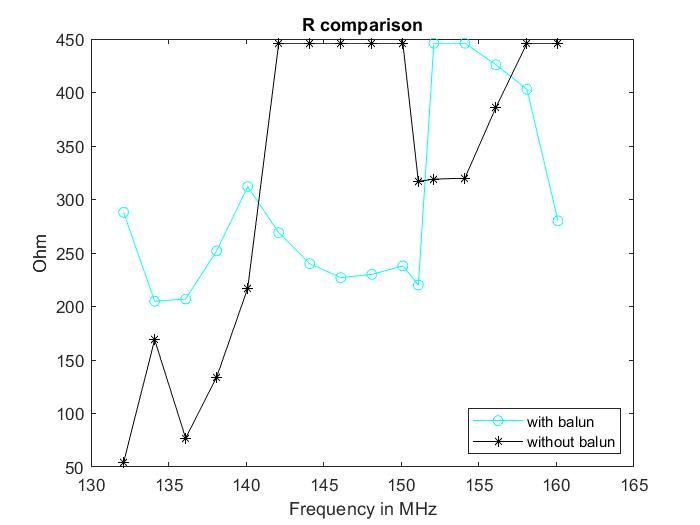 R comparison
450
400
350
300
250
200
150
100
50
Ohm
130 135 140 145 150 155 160 165
Frequency in MHz
with balun
without balun